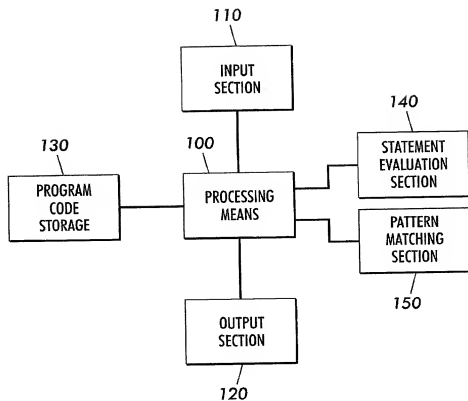 110
INPUT
SECTION
140
STATEMENT
EVALUATION
SECTION
130
PROGRAM
CODE
STORAGE
100
PROCESSING
MEANS
PATTERN
MATCHING
SECTION
150
OUTPUT
SECTION
120